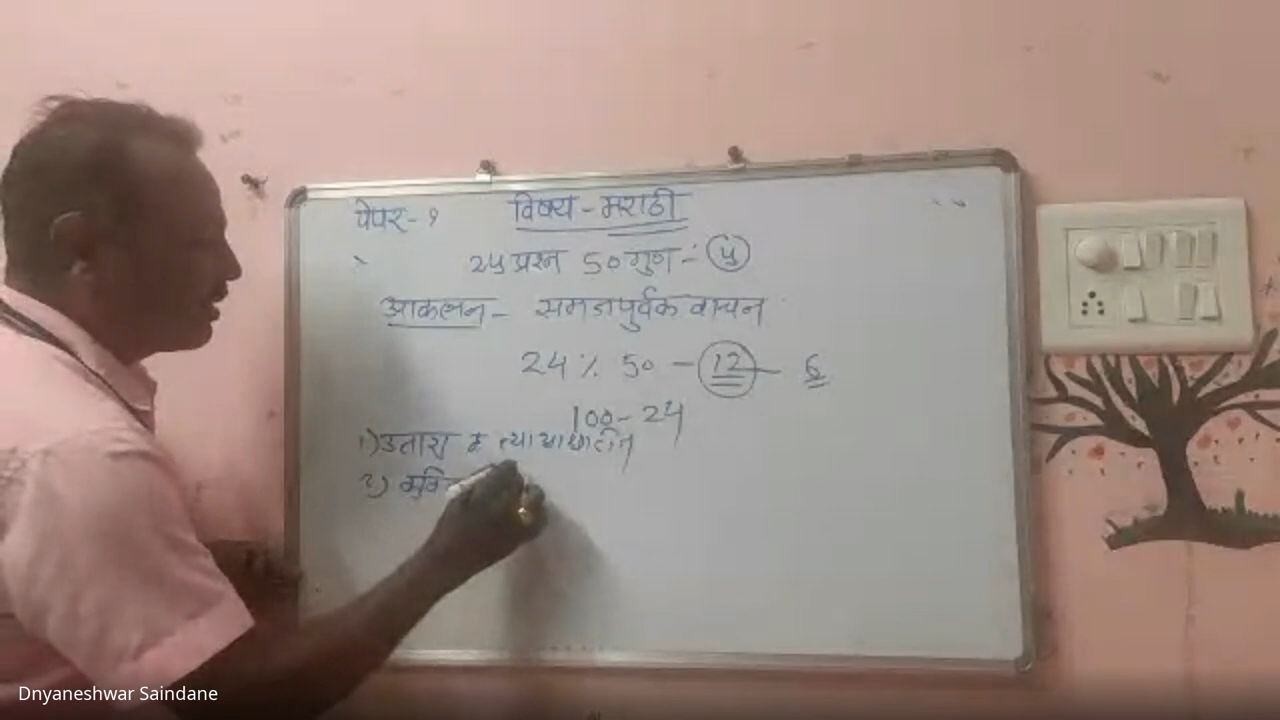 पेपर - १
विषय - मराठी
२५ प्रश्न ५० गुण - ५
आकलन - समजपुर्वक वाचन
24 % 50 - 12 - 6
100 - 24
१) उतारा व त्या आधारीत
२)
Dnyaneshwar Saindane